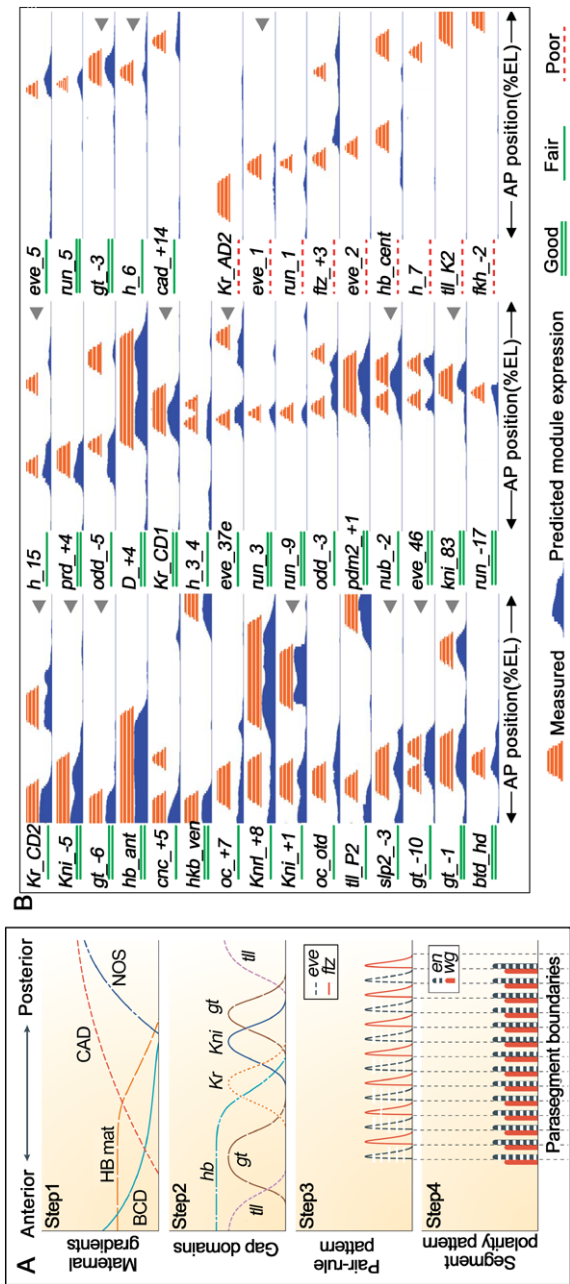 A
Anterior
Posterior
Maternal gradients
Step1
HB mat
BCD
CAD
NOS
Gap domains
Step2
hb
tll
gt
Kr
Kni
gt
tll
Pair-rule pattern
Step3
eve
ftz
Segment polarity pattern
Step4
en
wg
Parasegment boundaries
B
Kr_CD2
Kni_-5
gt_-6
hb_ant
cnc_+5
hkb_ven
oc_+7
Knrl_+8
Kni_+1
oc_otd
tll_P2
slp2_-3
gt_-10
gt_-1
btd_hd
AP position(%EL)
h_15
prd_+4
odd_-5
D_+4
Kr_CD1
h_3_4
eve_37e
run_3
run_-9
odd_-3
pdm2_+1
nub_-2
eve_46
kni_83
run_-17
AP position(%EL)
eve_5
run_5
gt_-3
h_6
cad_+14
Kr_AD2
eve_1
run_1
ftz_+3
eve_2
hb_cent
h_7
tll_K2
fkh_-2
AP position(%EL)
Measured
Predicted module expression
Good
Fair
Poor